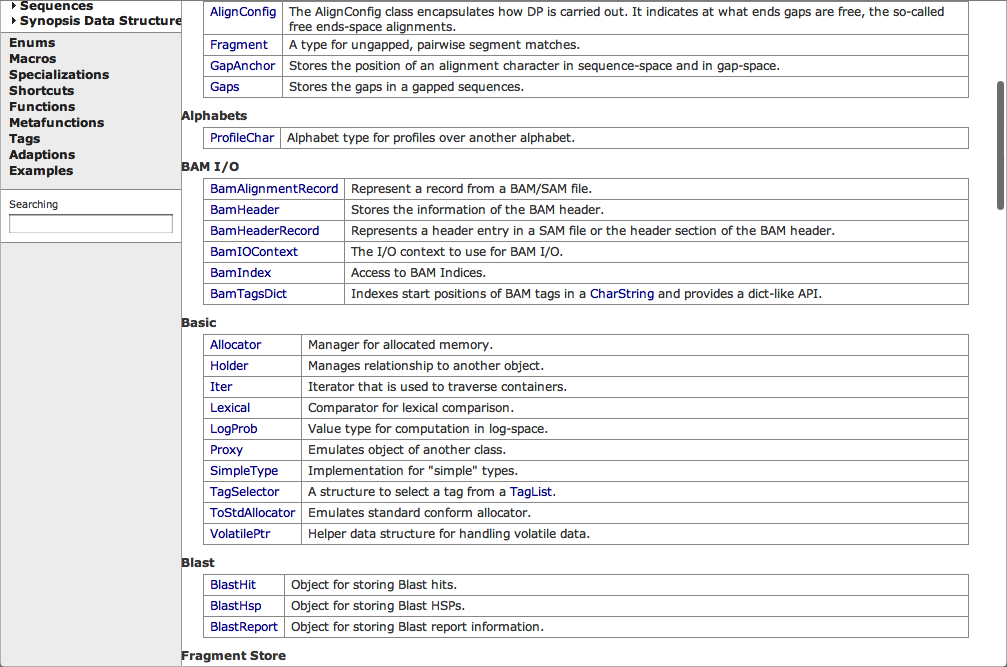 Sequences
Synopsis Data Structure
Enums
Macros
Specializations
Shortcuts
Functions
Metafunctions
Tags
Adaptions
Examples
Searching
AlignConfig The AlignConfig class encapsulates how DP is carried out. It indicates at what ends gaps are free, the so-called
free ends-space alignments.
Fragment A type for ungapped, pairwise segment matches.
GapAnchor Stores the position of an alignment character in sequence-space and in gap-space.
Gaps Stores the gaps in a gapped sequences.
Alphabets
ProfileChar Alphabet type for profiles over another alphabet.
BAM I/O
BamAlignmentRecord Represent a record from a BAM/SAM file.
BamHeader Stores the information of the BAM header.
BamHeaderRecord Represents a header entry in a SAM file or the header section of the BAM header.
BamIOContext The I/O context to use for BAM I/O.
BamIndex Access to BAM Indices.
BamTagsDict Indexes start positions of BAM tags in a CharString and provides a dict-like API.
Basic
Allocator Manager for allocated memory.
Holder Manages relationship to another object.
Iter Iterator that is used to traverse containers.
Lexical Comparator for lexical comparison.
LogProb Value type for computation in log-space.
Proxy Emulates object of another class.
SimpleType Implementation for "simple" types.
TagSelector A structure to select a tag from a TagList.
ToStdAllocator Emulates standard conform allocator.
VolatilePtr Helper data structure for handling volatile data.
Blast
BlastHit Object for storing Blast hits.
BlastHsp Object for storing Blast HSPs.
BlastReport Object for storing Blast report information.
Fragment Store